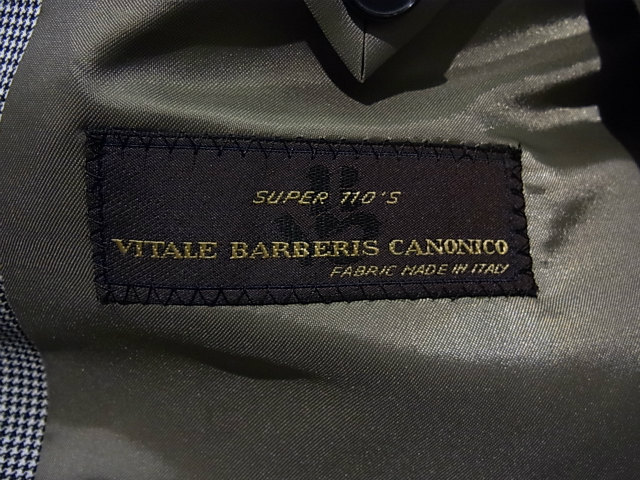 SUPER 110'S
VITALE BARBERIS CANONICO
FABRIC MADE IN ITALY